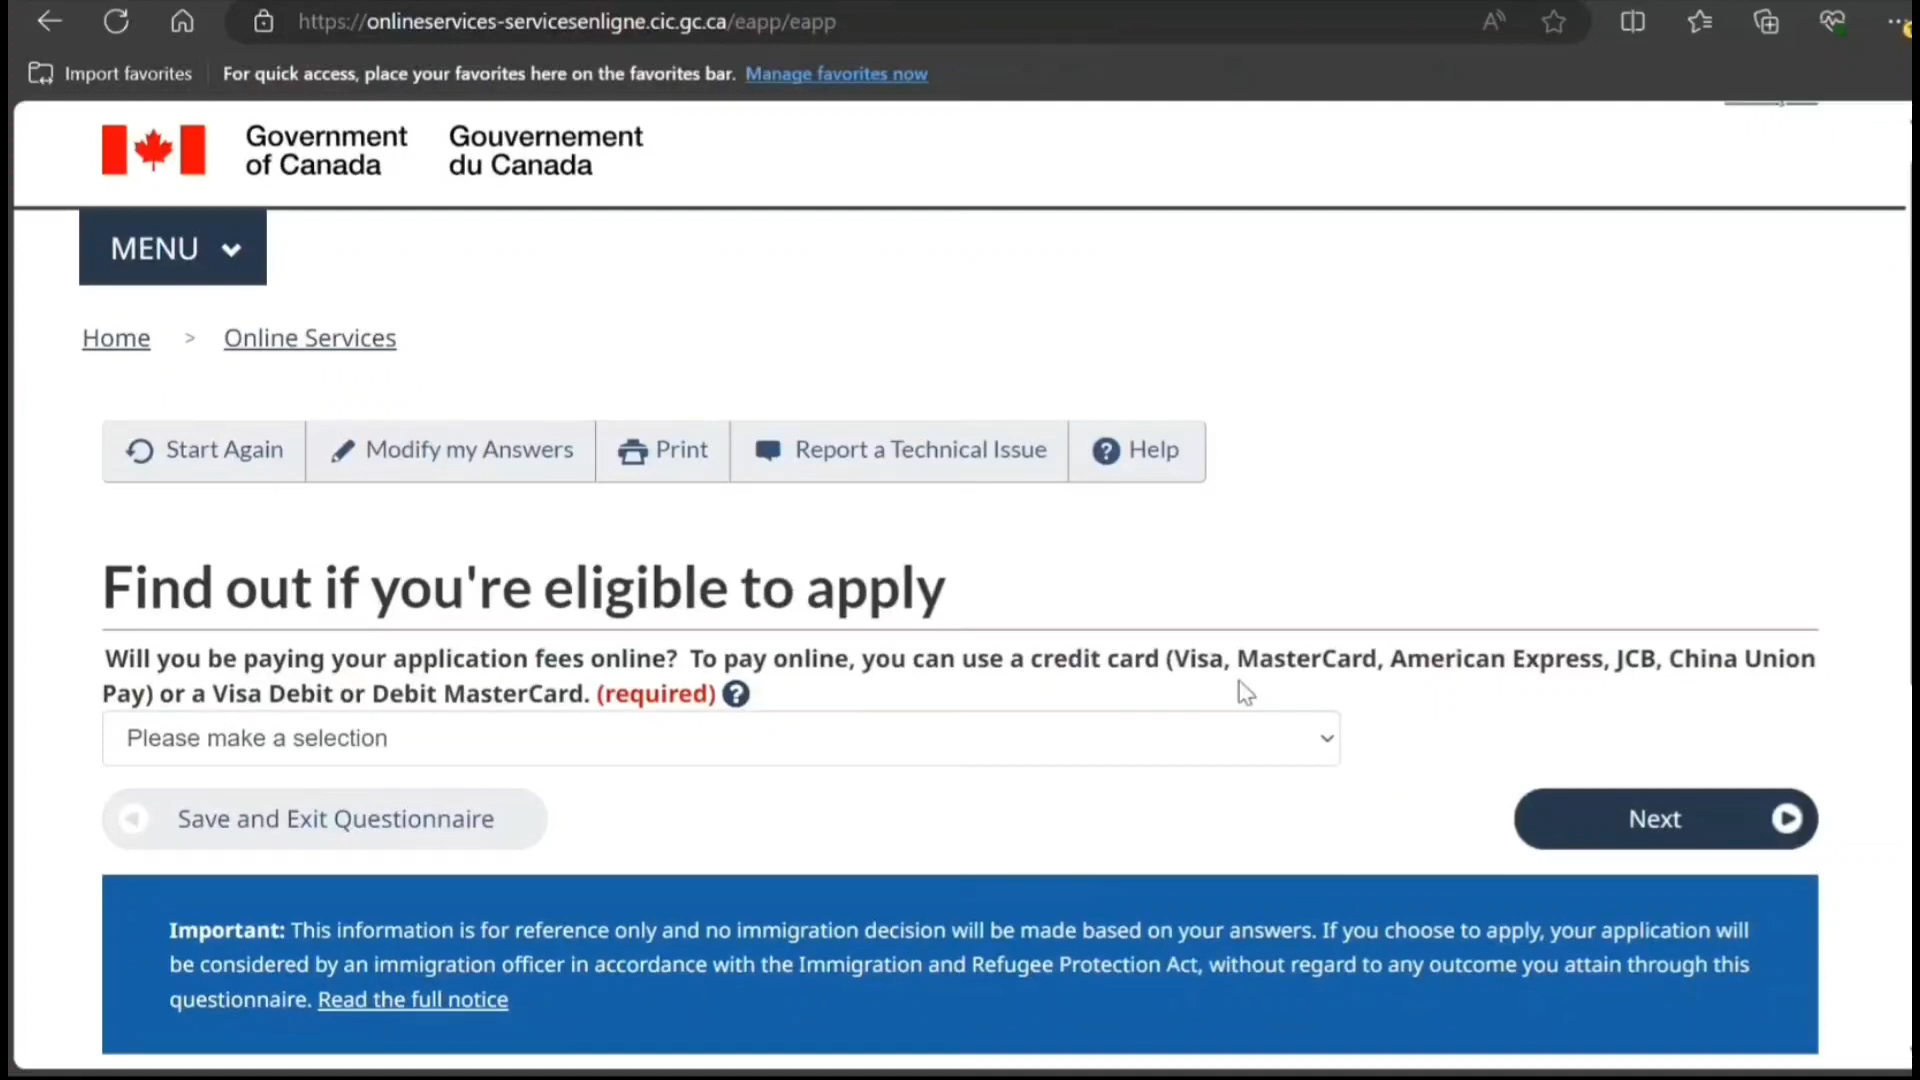 https://onlineservices-servicesenligne.cic.gc.ca/eapp/eapp
Import favorites For quick access, place your favorites here on the favorites bar. Manage favorites now
Government of Canada
Gouvernement du Canada
MENU
Home > Online Services
Start Again Modify my Answers Print Report a Technical Issue Help
Find out if you're eligible to apply
Will you be paying your application fees online? To pay online, you can use a credit card (Visa, MasterCard, American Express, JCB, China Union
Pay) or a Visa Debit or Debit MasterCard. (required) ?
Please make a selection
Save and Exit Questionnaire Next
Important: This information is for reference only and no immigration decision will be made based on your answers. If you choose to apply, your application will
be considered by an immigration officer in accordance with the Immigration and Refugee Protection Act, without regard to any outcome you attain through this
questionnaire. Read the full notice